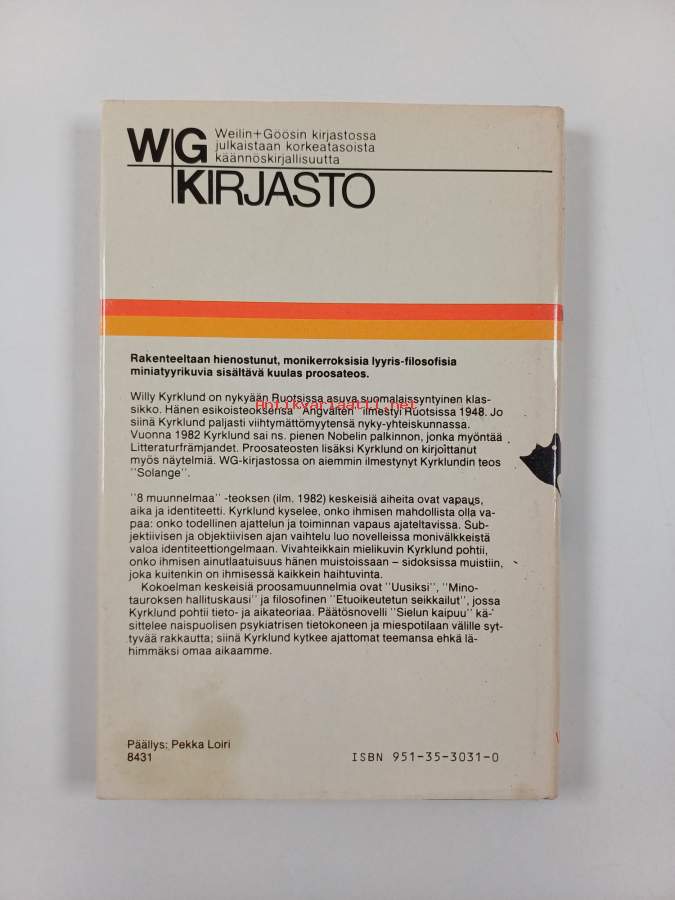 WG
KIRJASTO
Weilin+Göösin kirjastossa
julkaistaan korkeatasoista
käännöskirjallisuutta
Rakenteeltaan hienostunut, monikerroksisia lyyris-filosofisia
miniatyyrikuvia sisältävä kuulas proosateos.
Willy Kyrklund on nykyään Ruotsissa asuva suomalaissyntyinen klas-
sikko. Hänen esikoisteoksensa "Ångvälten" ilmestyi Ruotsissa 1948. Jo
siinä Kyrklund paljasti viihtymättömyytensä nyky-yhteiskunnassa.
Vuonna 1982 Kyrklund sai ns. pienen Nobelin palkinnon, jonka myöntää
Litteraturfrämjandet. Proosateosten lisäksi Kyrklund on kirjoittanut
myös näytelmiä. WG-kirjastossa on aiemmin ilmestynyt Kyrklundin teos
"Solange".
"8 muunnelmaa" -teoksen (ilm. 1982) keskeisiä aiheita ovat vapaus,
aika ja identiteetti. Kyrklund kyselee, onko ihmisen mahdollista olla va-
paa: onko todellinen ajattelun ja toiminnan vapaus ajateltavissa. Sub-
jektiivisen ja objektiivisen ajan vaihtelu luo novelleissa monivälkkeistä
valoa identiteettiongelmaan. Vivahteikkain mielikuvin Kyrklund pohtii,
onko ihmisen ainutlaatuisuus hänen muistoissaan – sidoksissa muistiin,
joka kuitenkin on ihmisessä kaikkein haihtuvinta.
Kokoelman keskeisiä proosamuunnelmia ovat "Uusiksi", "Mino-
tauroksen hallituskausi" ja filosofinen "Etuoikeutetun seikkailut", jossa
Kyrklund pohtii tieto- ja aikateoriaa. Päätösnovelli "Sielun kaipuu" kä-
sittelee naispuolisen psykiatrisen tietokoneen ja miespotilaan välille syt-
tyvää rakkautta; siinä Kyrklund kytkee ajattomat teemansa ehkä lä-
himmäksi omaa aikaamme.
Päällys: Pekka Loiri
8431
ISBN 951-35-3031-0
Antikvariaatti.net